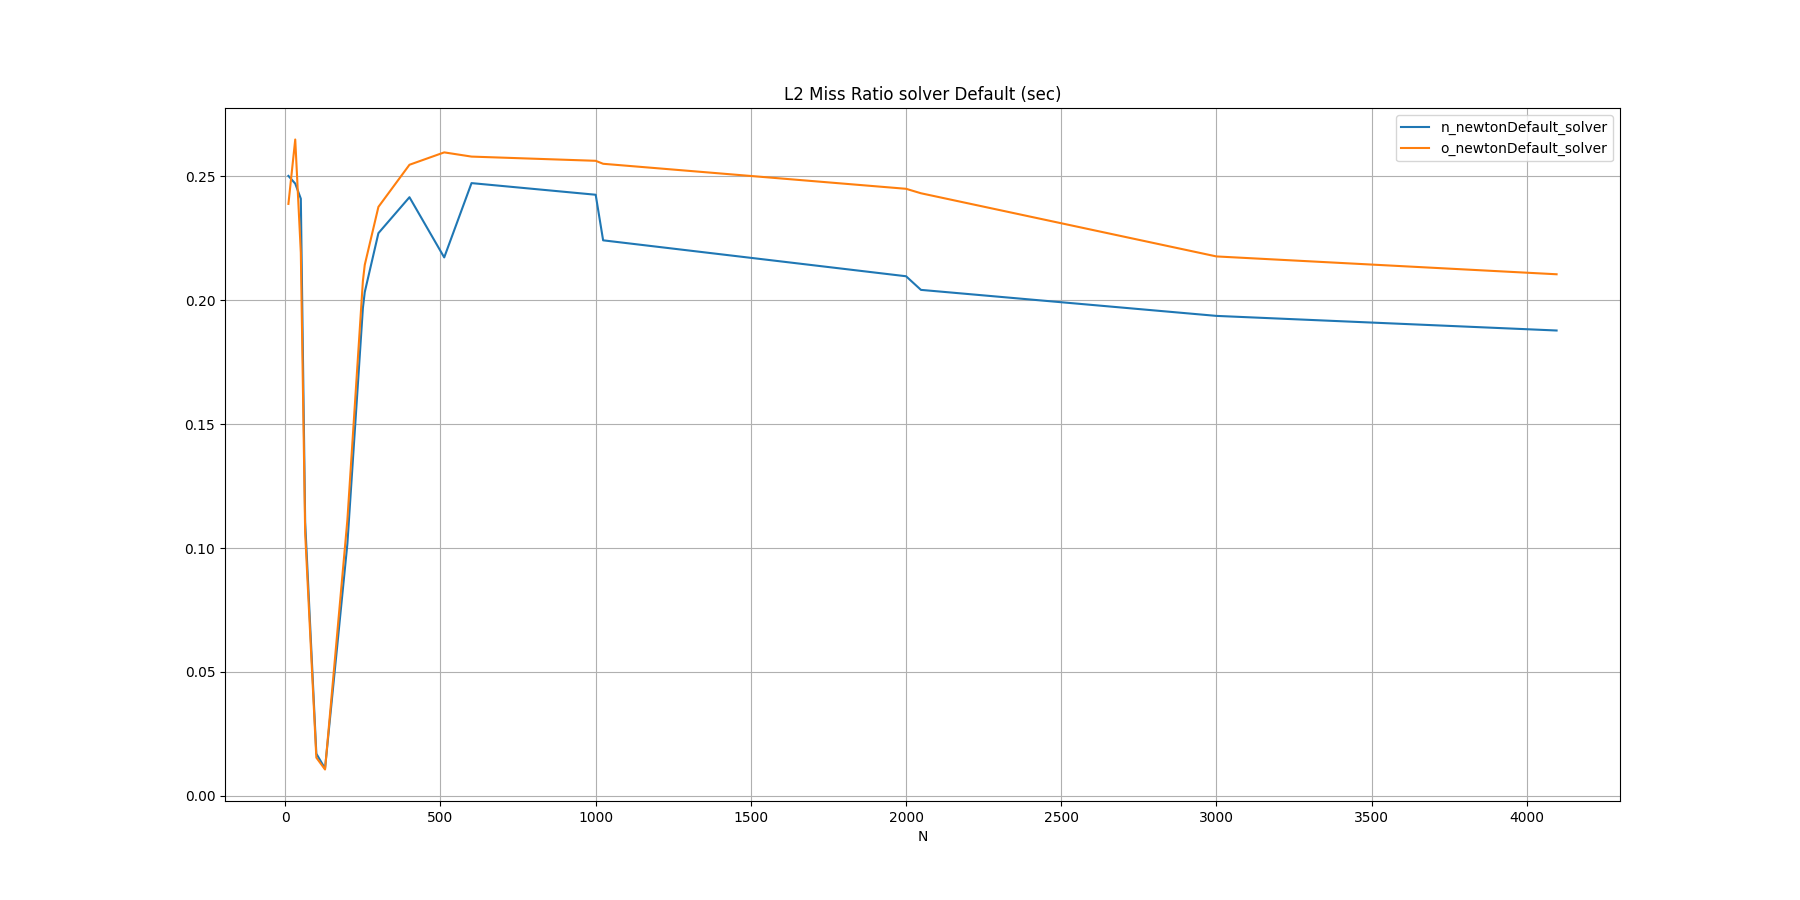 L2 Miss Ratio solver Default (sec)
n_newtonDefault_solver
o_newtonDefault_solver
0.25
0.20
0.15
0.10
0.05
0.00
0 500 1000 1500 2000 2500 3000 3500 4000
N